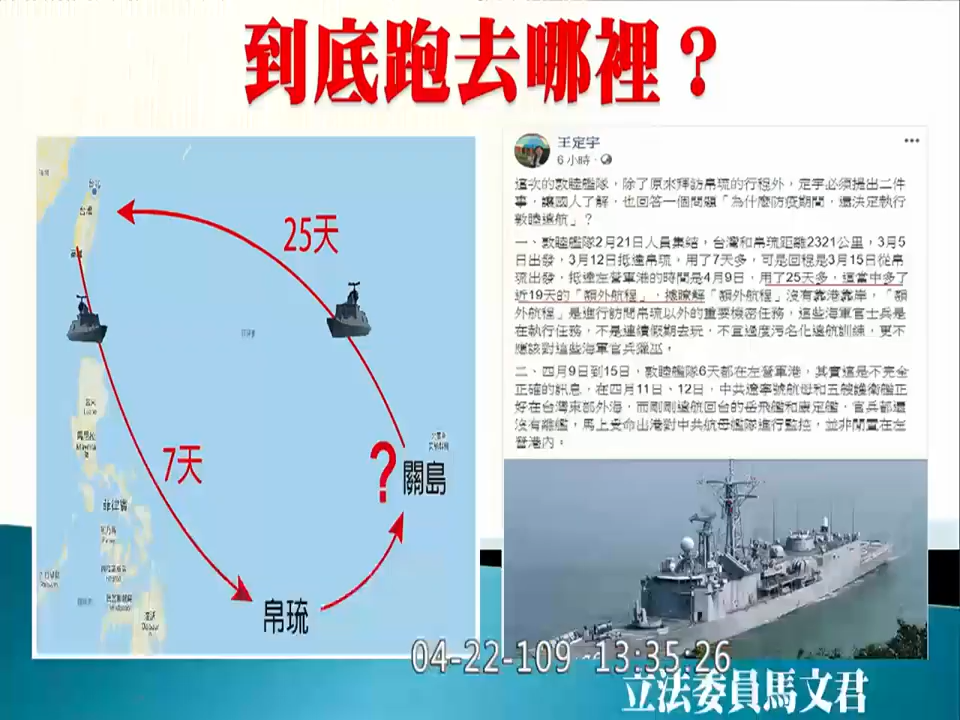 到底跑去哪裡？
25天
7天
?
關島
帛琉
台北
台灣
菲律賓
王定宇
6 小時 ·
這次的敦睦艦隊，除了原來拜訪帛琉的行程外，定宇必須提出二件
事，讓國人了解，也回答一個問題「為什麼防疫期間，還決定執行
敦睦遠航」？
一、敦睦艦隊2月21日人員集結，台灣和帛琉距離2321公里，3月5
日出發，3月12日抵達帛琉，用了7天多，可是回程是3月15日從帛
琉出發，抵達左營軍港的時間是4月9日，用了25天多，這當中多了
近19天的「額外航程」，據瞭解「額外航程」沒有靠港靠岸，「額
外航程」是進行訪問帛琉以外的重要機密任務，這些海軍官士兵是
在執行任務，不是連續假期去玩，不宜過度污名化遠航訓練，更不
應該對這些海軍官兵獵巫。
二、四月9日到15日，敦睦艦隊6天都在左營軍港，其實這是不完全
正確的訊息，在四月11日、12日，中共遼寧號航母和五艘護衛艦正
好在台灣東部外海，而剛剛遠航回台的岳飛艦和康定艦，官兵都還
沒有離艦，馬上受命出港對中共航母艦隊進行監控，並非閒置在左
營港內。
04-22-109 13:35:26
立法委員馬文君